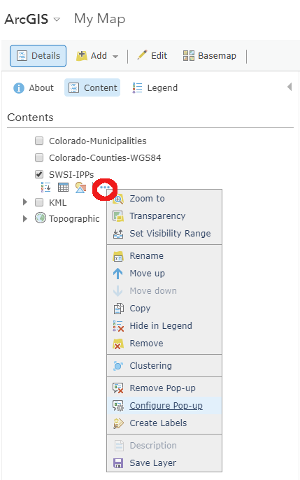 ArcGIS My Map
Details Add Edit Basemap
About Content Legend
Contents
Colorado-Municipalities
Colorado-Counties-WGS84
SWSI-IPPs
KML
Topographic
Zoom to
Transparency
Set Visibility Range
Rename
Move up
Move down
Copy
Hide in Legend
Remove
Clustering
Remove Pop-up
Configure Pop-up
Create Labels
Description
Save Layer